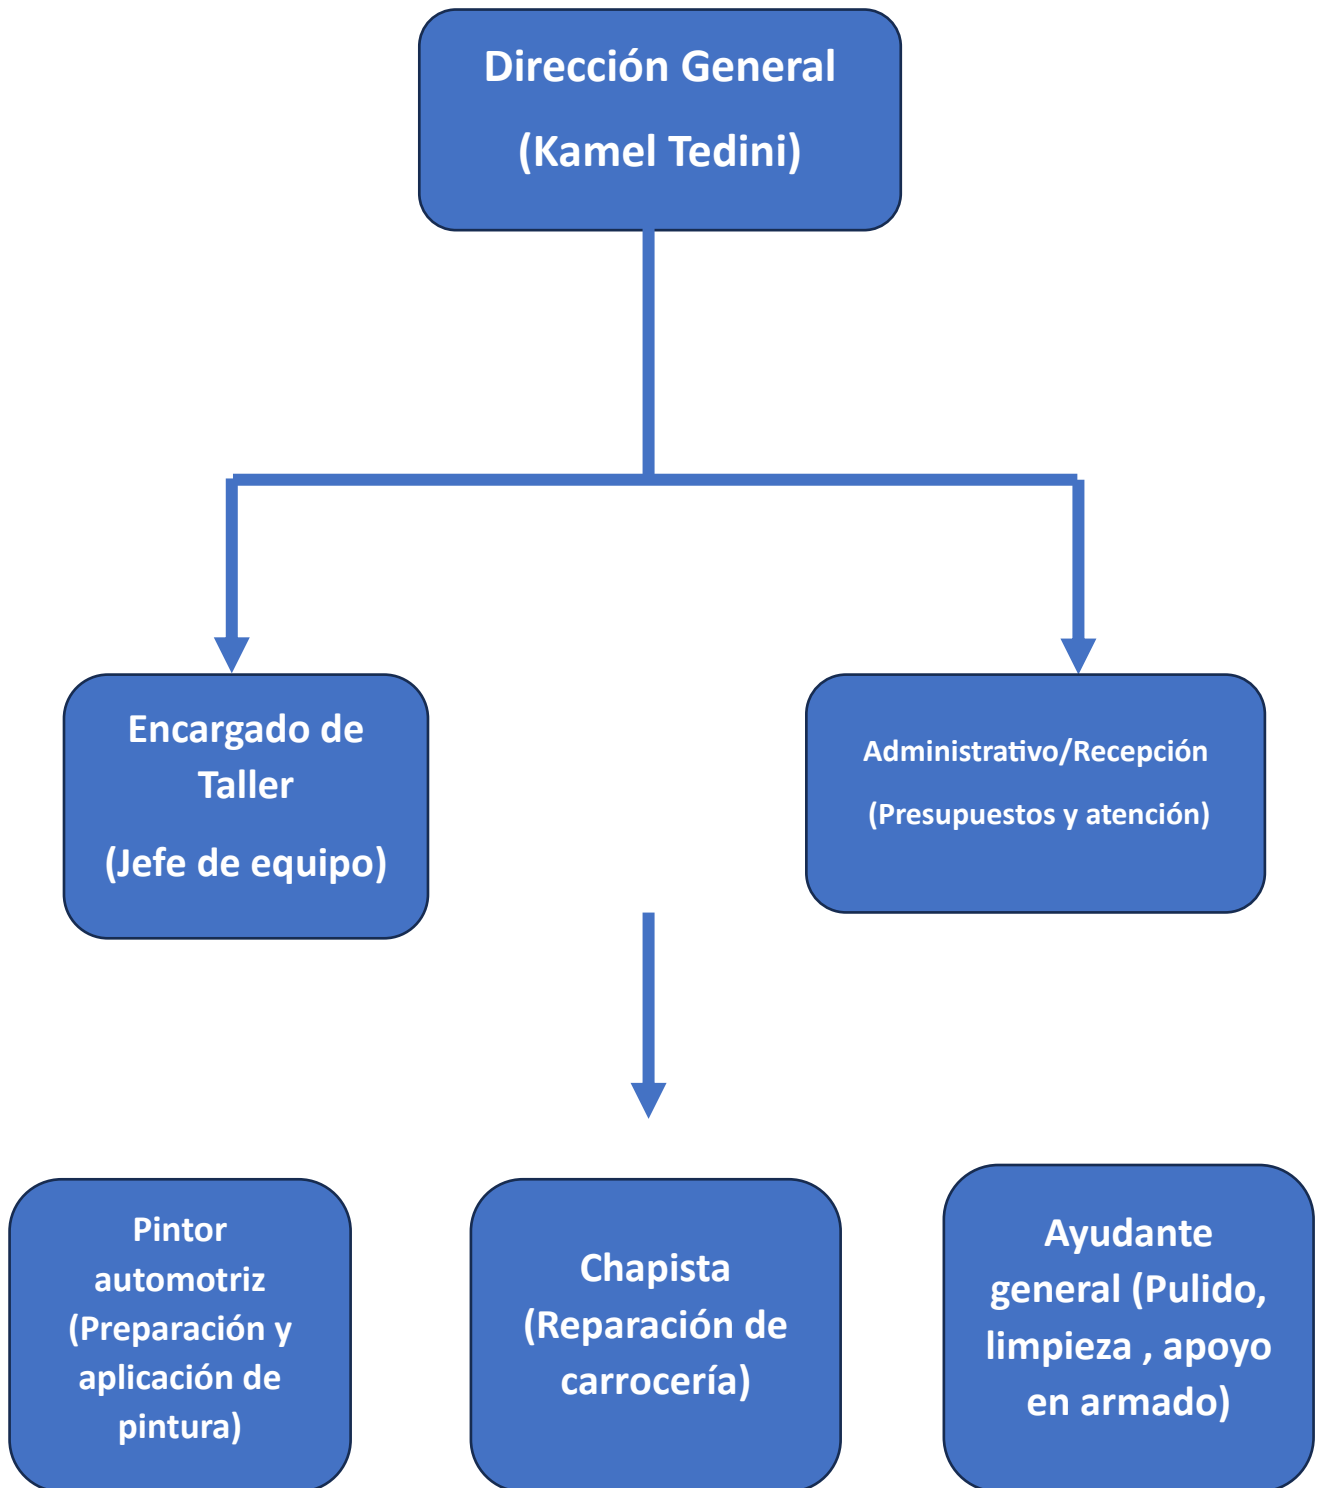 Dirección General
(Kamel Tedini)
Encargado de
Taller
(Jefe de equipo)
Administrativo/Recepción
(Presupuestos y atención)
Pintor
automotriz
(Preparación y
aplicación de
pintura)
Chapista
(Reparación de
carrocería)
Ayudante
general (Pulido,
limpieza , apoyo
en armado)